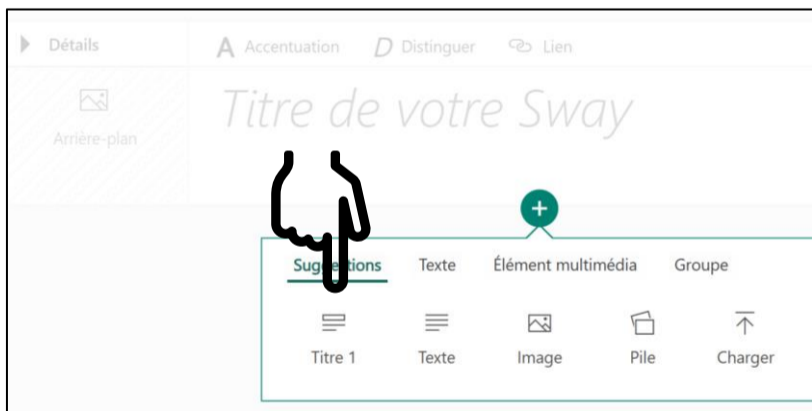 Détails
A Accentuation D Distinguer Lien
Arrière-plan
Titre de votre Sway
Suggestions Texte Élément multimédia Groupe
Titre 1 Texte Image Pile Charger